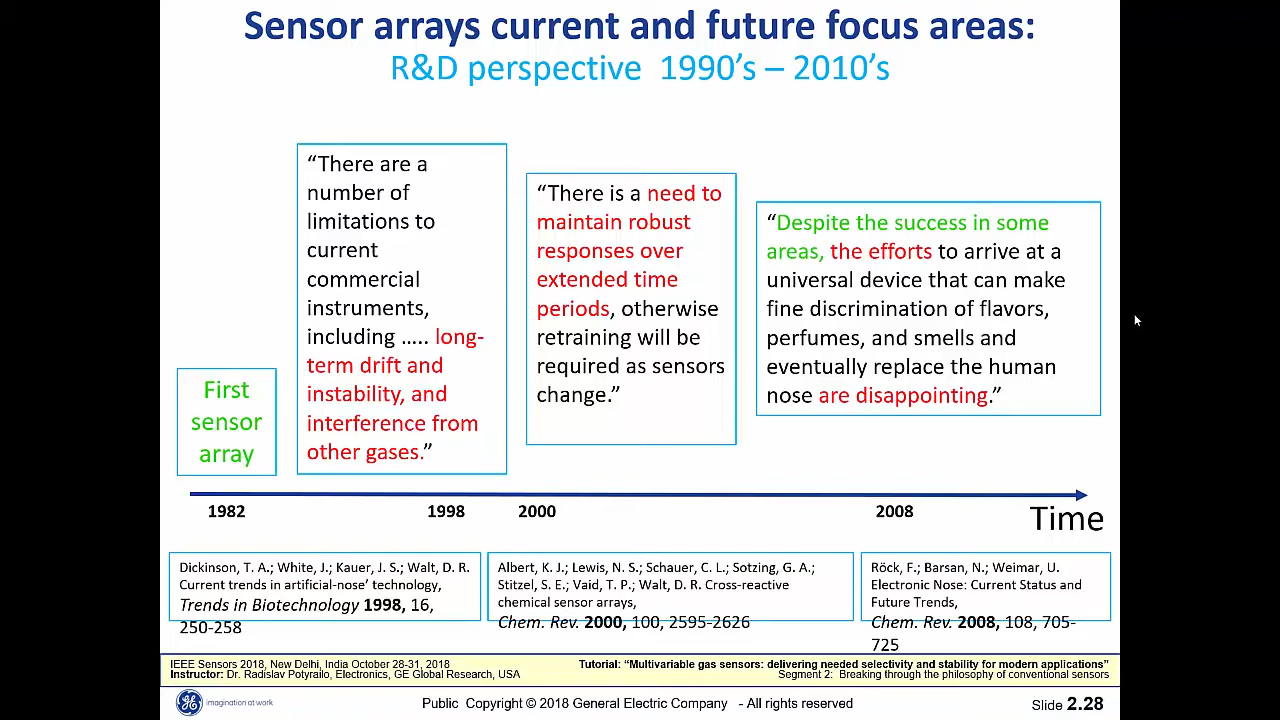 Sensor arrays current and future focus areas:
R&D perspective 1990’s – 2010’s
“There are a
number of
limitations to
current
commercial
instruments,
including ..... long-
term drift and
instability, and
interference from
other gases.”
“There is a need to
maintain robust
responses over
extended time
periods, otherwise
retraining will be
required as sensors
change.”
“Despite the success in some
areas, the efforts to arrive at a
universal device that can make
fine discrimination of flavors,
perfumes, and smells and
eventually replace the human
nose are disappointing.”
First
sensor
array
1982
1998
2000
2008
Time
Dickinson, T. A.; White, J.; Kauer, J. S.; Walt, D. R.
Current trends in artificial-nose’ technology,
Trends in Biotechnology 1998, 16,
250-258
Albert, K. J.; Lewis, N. S.; Schauer, C. L.; Sotzing, G. A.;
Stitzel, S. E.; Vaid, T. P.; Walt, D. R. Cross-reactive
chemical sensor arrays,
Chem. Rev. 2000, 100, 2595-2626
Röck, F.; Barsan, N.; Weimar, U.
Electronic Nose: Current Status and
Future Trends,
Chem. Rev. 2008, 108, 705-
725
IEEE Sensors 2018, New Delhi, India October 28-31, 2018
Instructor: Dr. Radislav Potyrailo, Electronics, GE Global Research, USA
Tutorial: “Multivariable gas sensors: delivering needed selectivity and stability for modern applications”
Segment 2: Breaking through the philosophy of conventional sensors
imagination at work
Public Copyright © 2018 General Electric Company - All rights reserved
Slide 2.28